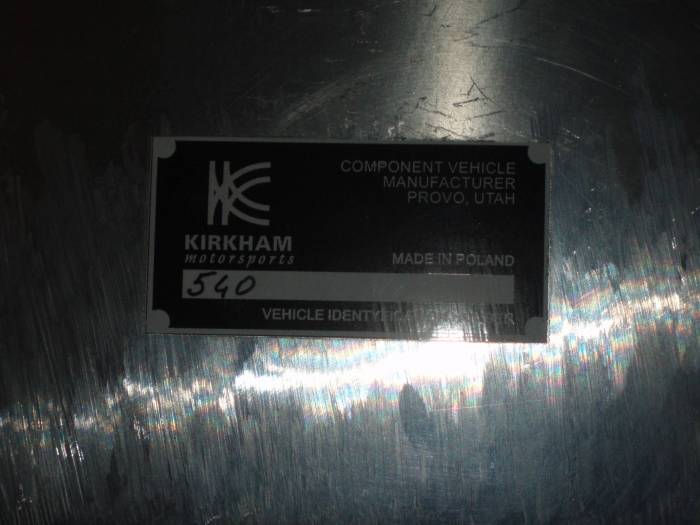 COMPONENT VEHICLE
MANUFACTURER
PROVO, UTAH
KIRKHAM
motorsports
MADE IN POLAND
540
VEHICLE